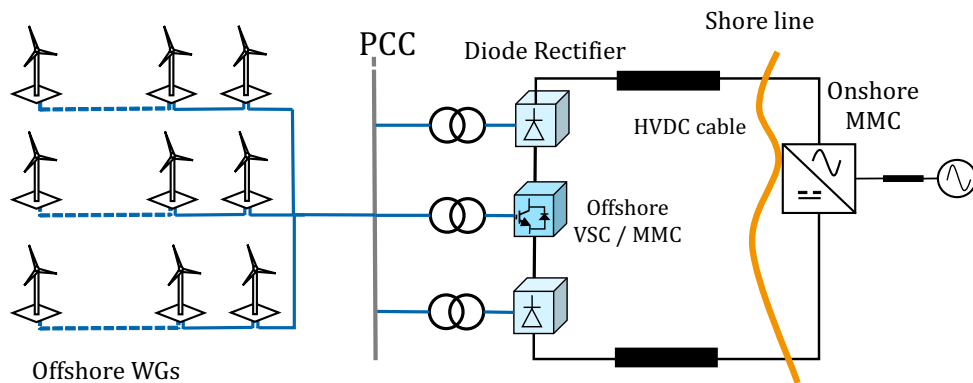 Shore line
PCC
Diode Rectifier
Onshore
MMC
HVDC cable
Offshore
VSC / MMC
Offshore WGs